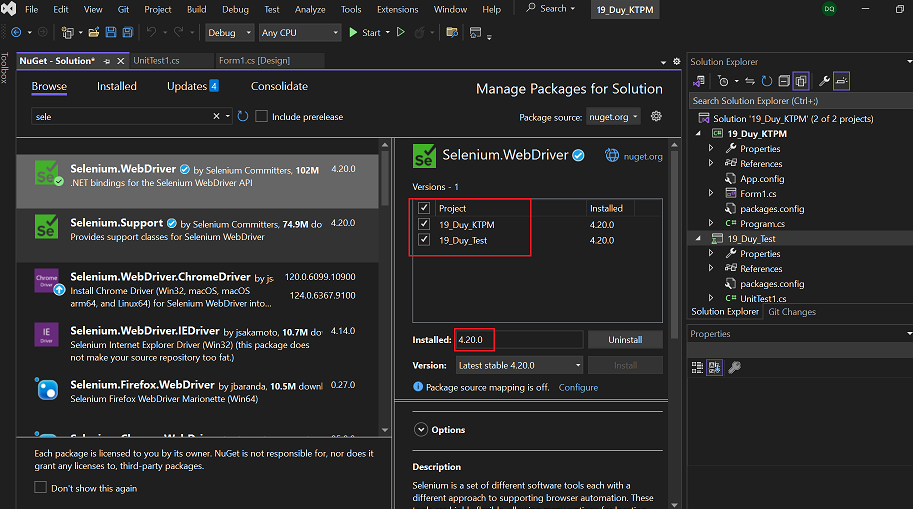 File Edit View Git Project Build Debug Test Analyze Tools Extensions Window Help Search 19_Duy_KTPM DQ
Debug Any CPU Start
Toolbox
NuGet - Solution* UnitTest1.cs Form1.cs [Design]
Browse Installed Updates 4 Consolidate
Manage Packages for Solution
sele
Include prerelease
Package source: nuget.org
Selenium.WebDriver by Selenium Committers, 102M 4.20.0
.NET bindings for the Selenium WebDriver API
Selenium.Support by Selenium Committers, 74.9M do 4.20.0
Provides support classes for Selenium WebDriver
Selenium.WebDriver.ChromeDriver by js 120.0.6099.10900
Install Chrome Driver (Win32, macOS, macOS
arm64, and Linux64) for Selenium WebDriver into...
124.0.6367.9100
Chrome
Driver
Selenium.WebDriver.IEDriver by jsakamoto, 10.7M do 4.14.0
Selenium Internet Explorer Driver (Win32) (this package does
not make your source repository too fat.)
IE
Driver
Selenium.Firefox.WebDriver by jbaranda, 10.5M downl 0.27.0
Selenium Firefox WebDriver Marionette (Win64)
Each package is licensed to you by its owner. NuGet is not responsible for, nor does it
grant any licenses to, third-party packages.
Don't show this again
Se Selenium.WebDriver nuget.org
Versions - 1
Project Installed
19_Duy_KTPM 4.20.0
19_Duy_Test 4.20.0
Installed: 4.20.0 Uninstall
Version: Latest stable 4.20.0 Install
Package source mapping is off. Configure
Options
Description
Selenium is a set of different software tools each with a
different approach to supporting browser automation. These
Solution Explorer
Search Solution Explorer (Ctrl+;)
Solution '19_Duy_KTPM' (2 of 2 projects)
19_Duy_KTPM
Properties
References
App.config
Form1.cs
packages.config
Program.cs
19_Duy_Test
Properties
References
packages.config
UnitTest1.cs
Solution Explorer Git Changes
Properties